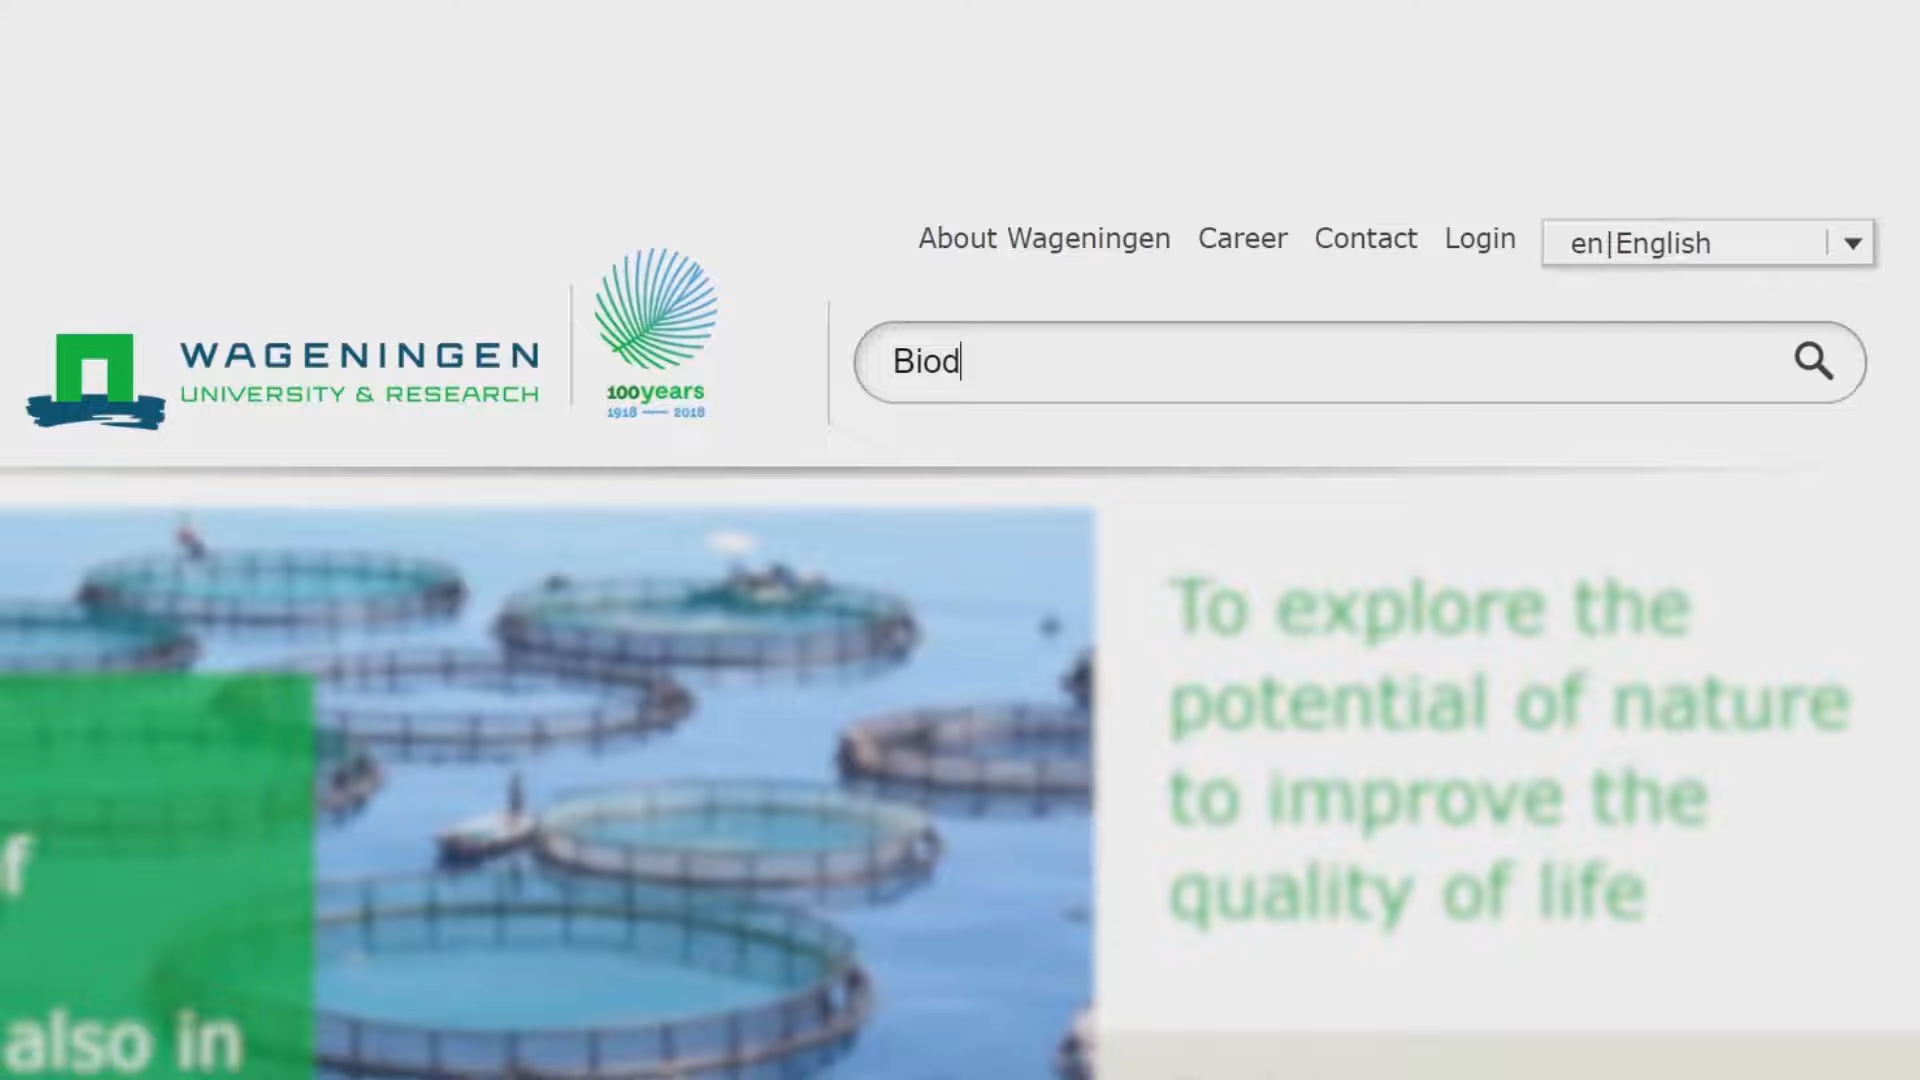 About Wageningen Career Contact Login en|English
WAGENINGEN
UNIVERSITY & RESEARCH
100years
1918 — 2018
Biod
To explore the
potential of nature
to improve the
quality of life
f
also in